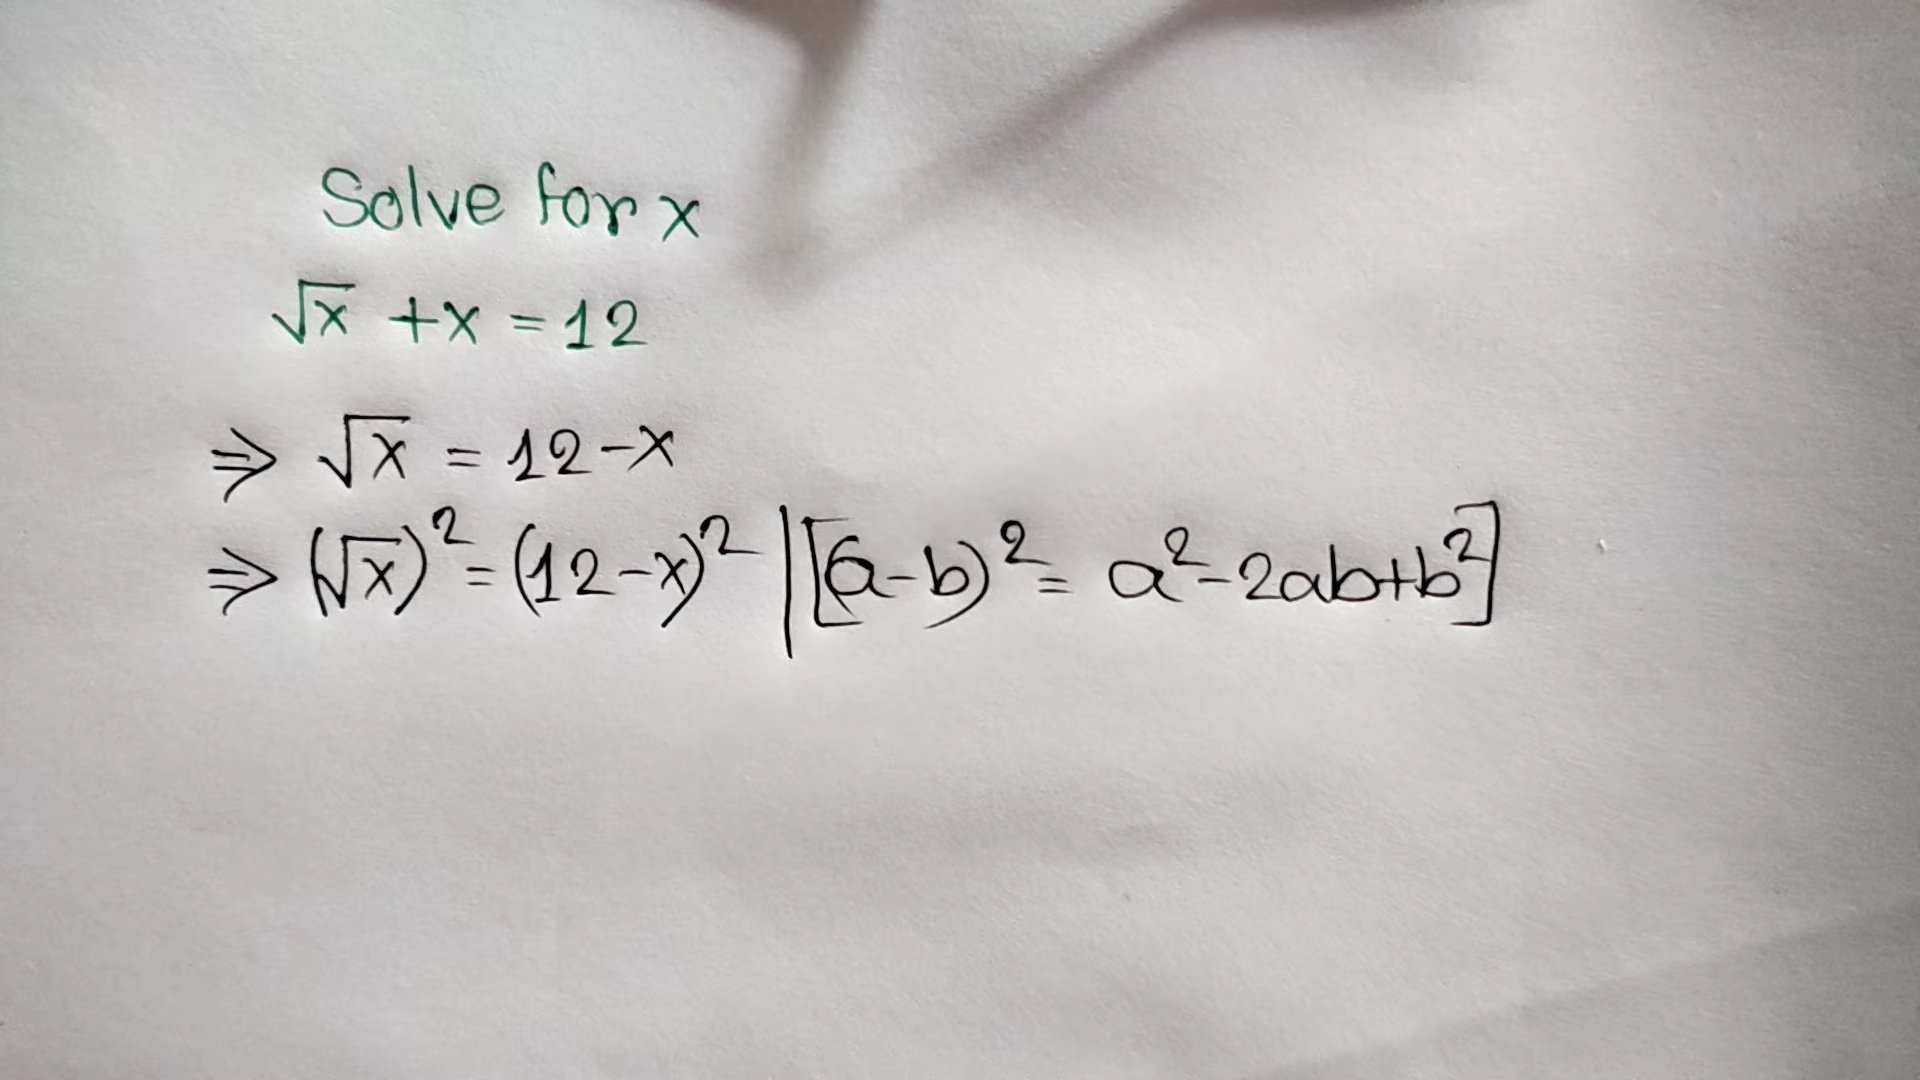 Solve for x
√x + x = 12
⇒ √x = 12 - x
⇒ (√x)² = (12 - x)² | [(a - b)² = a² - 2ab + b²]